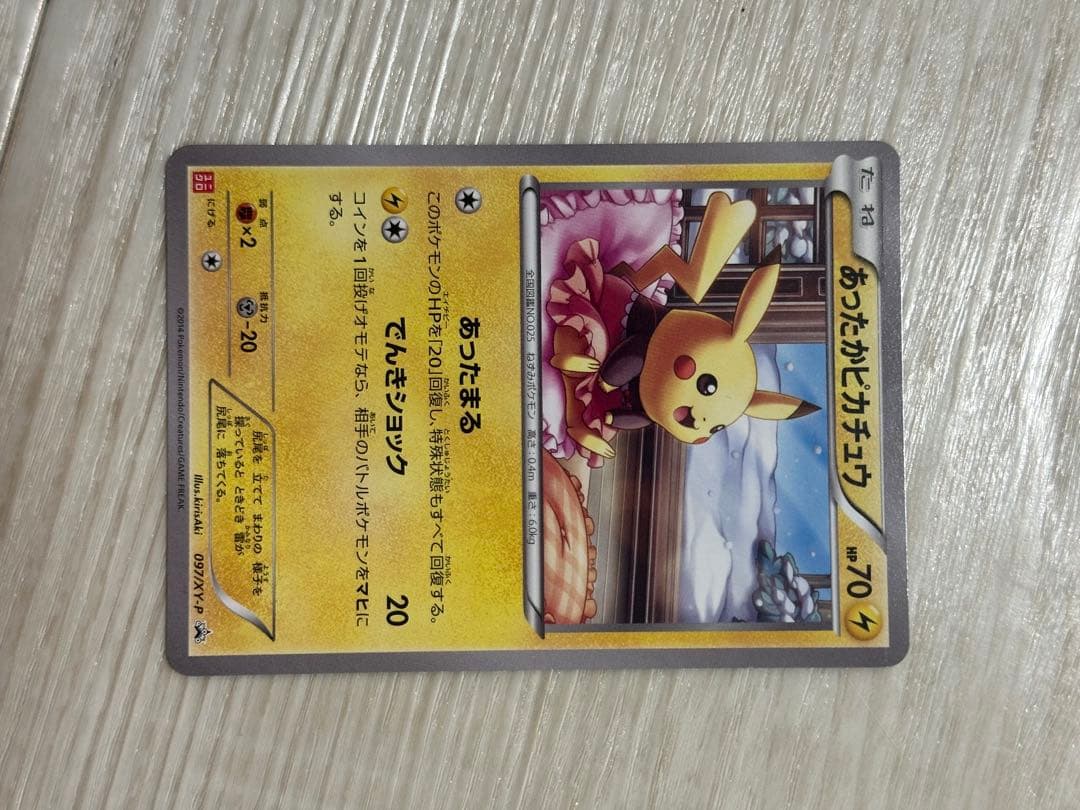 たね
あったかピカチュウ
HP70
全国図鑑NO.025 ねずみポケモン 高さ:0.4m 重さ:6.0kg
あったまる
このポケモンのHPを「20」回復し、特殊状態もすべて回復する。
でんきショック 20
コインを1回投げオモテなら、相手のバトルポケモンをマヒに
する。
弱点 抵抗力
×2 -20
にげる
尻尾を 立てて まわりの 様子を
探っていると ときどき 雷が
尻尾に 落ちてくる。
ユニ
クロ
Illus.kirisAki
097/XY-P
©2014 Pokémon/Nintendo/Creatures/GAME FREAK.